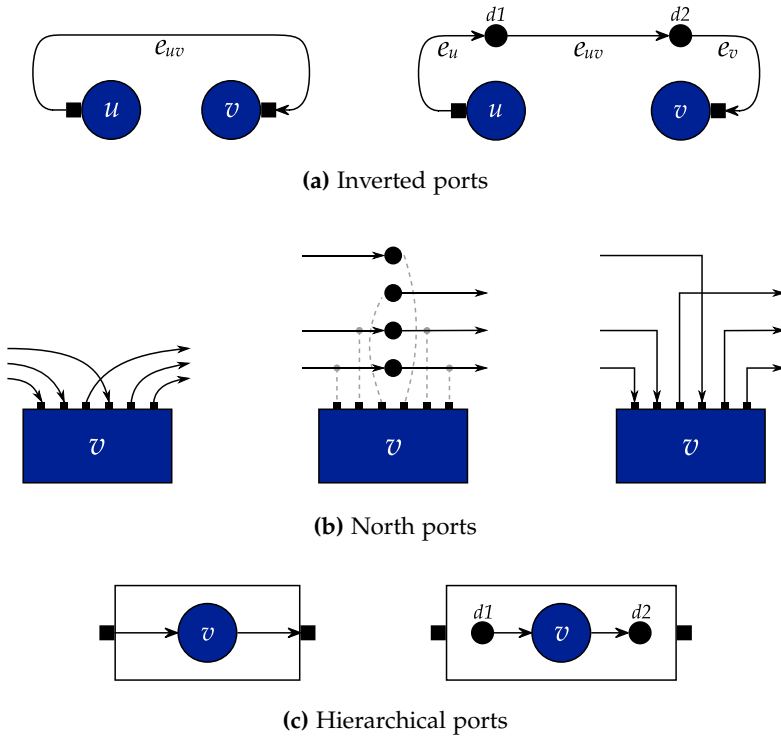 d1 d2
e_uv e_u e_uv e_v
u v u v
(a) Inverted ports
v v v
(b) North ports
d1 d2
v v
(c) Hierarchical ports